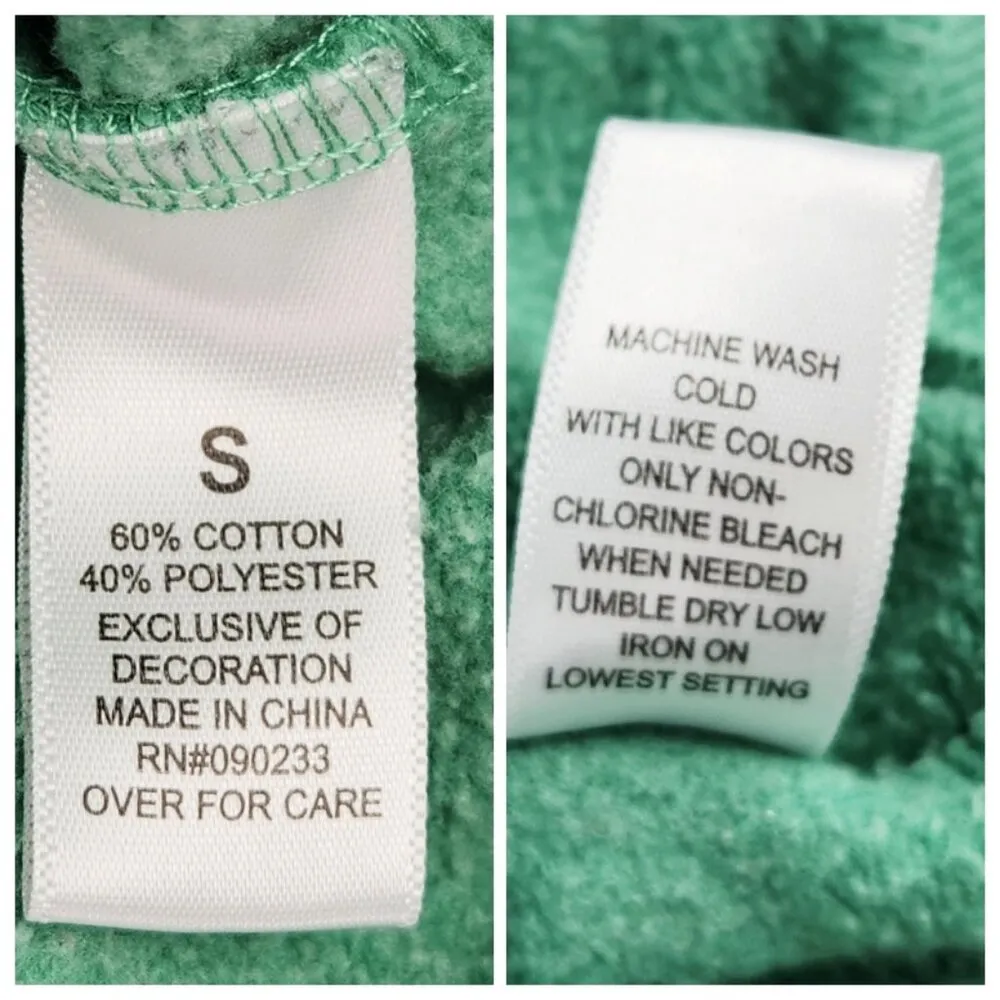 S
60% COTTON
40% POLYESTER
EXCLUSIVE OF
DECORATION
MADE IN CHINA
RN#090233
OVER FOR CARE
MACHINE WASH
COLD
WITH LIKE COLORS
ONLY NON-
CHLORINE BLEACH
WHEN NEEDED
TUMBLE DRY LOW
IRON ON
LOWEST SETTING